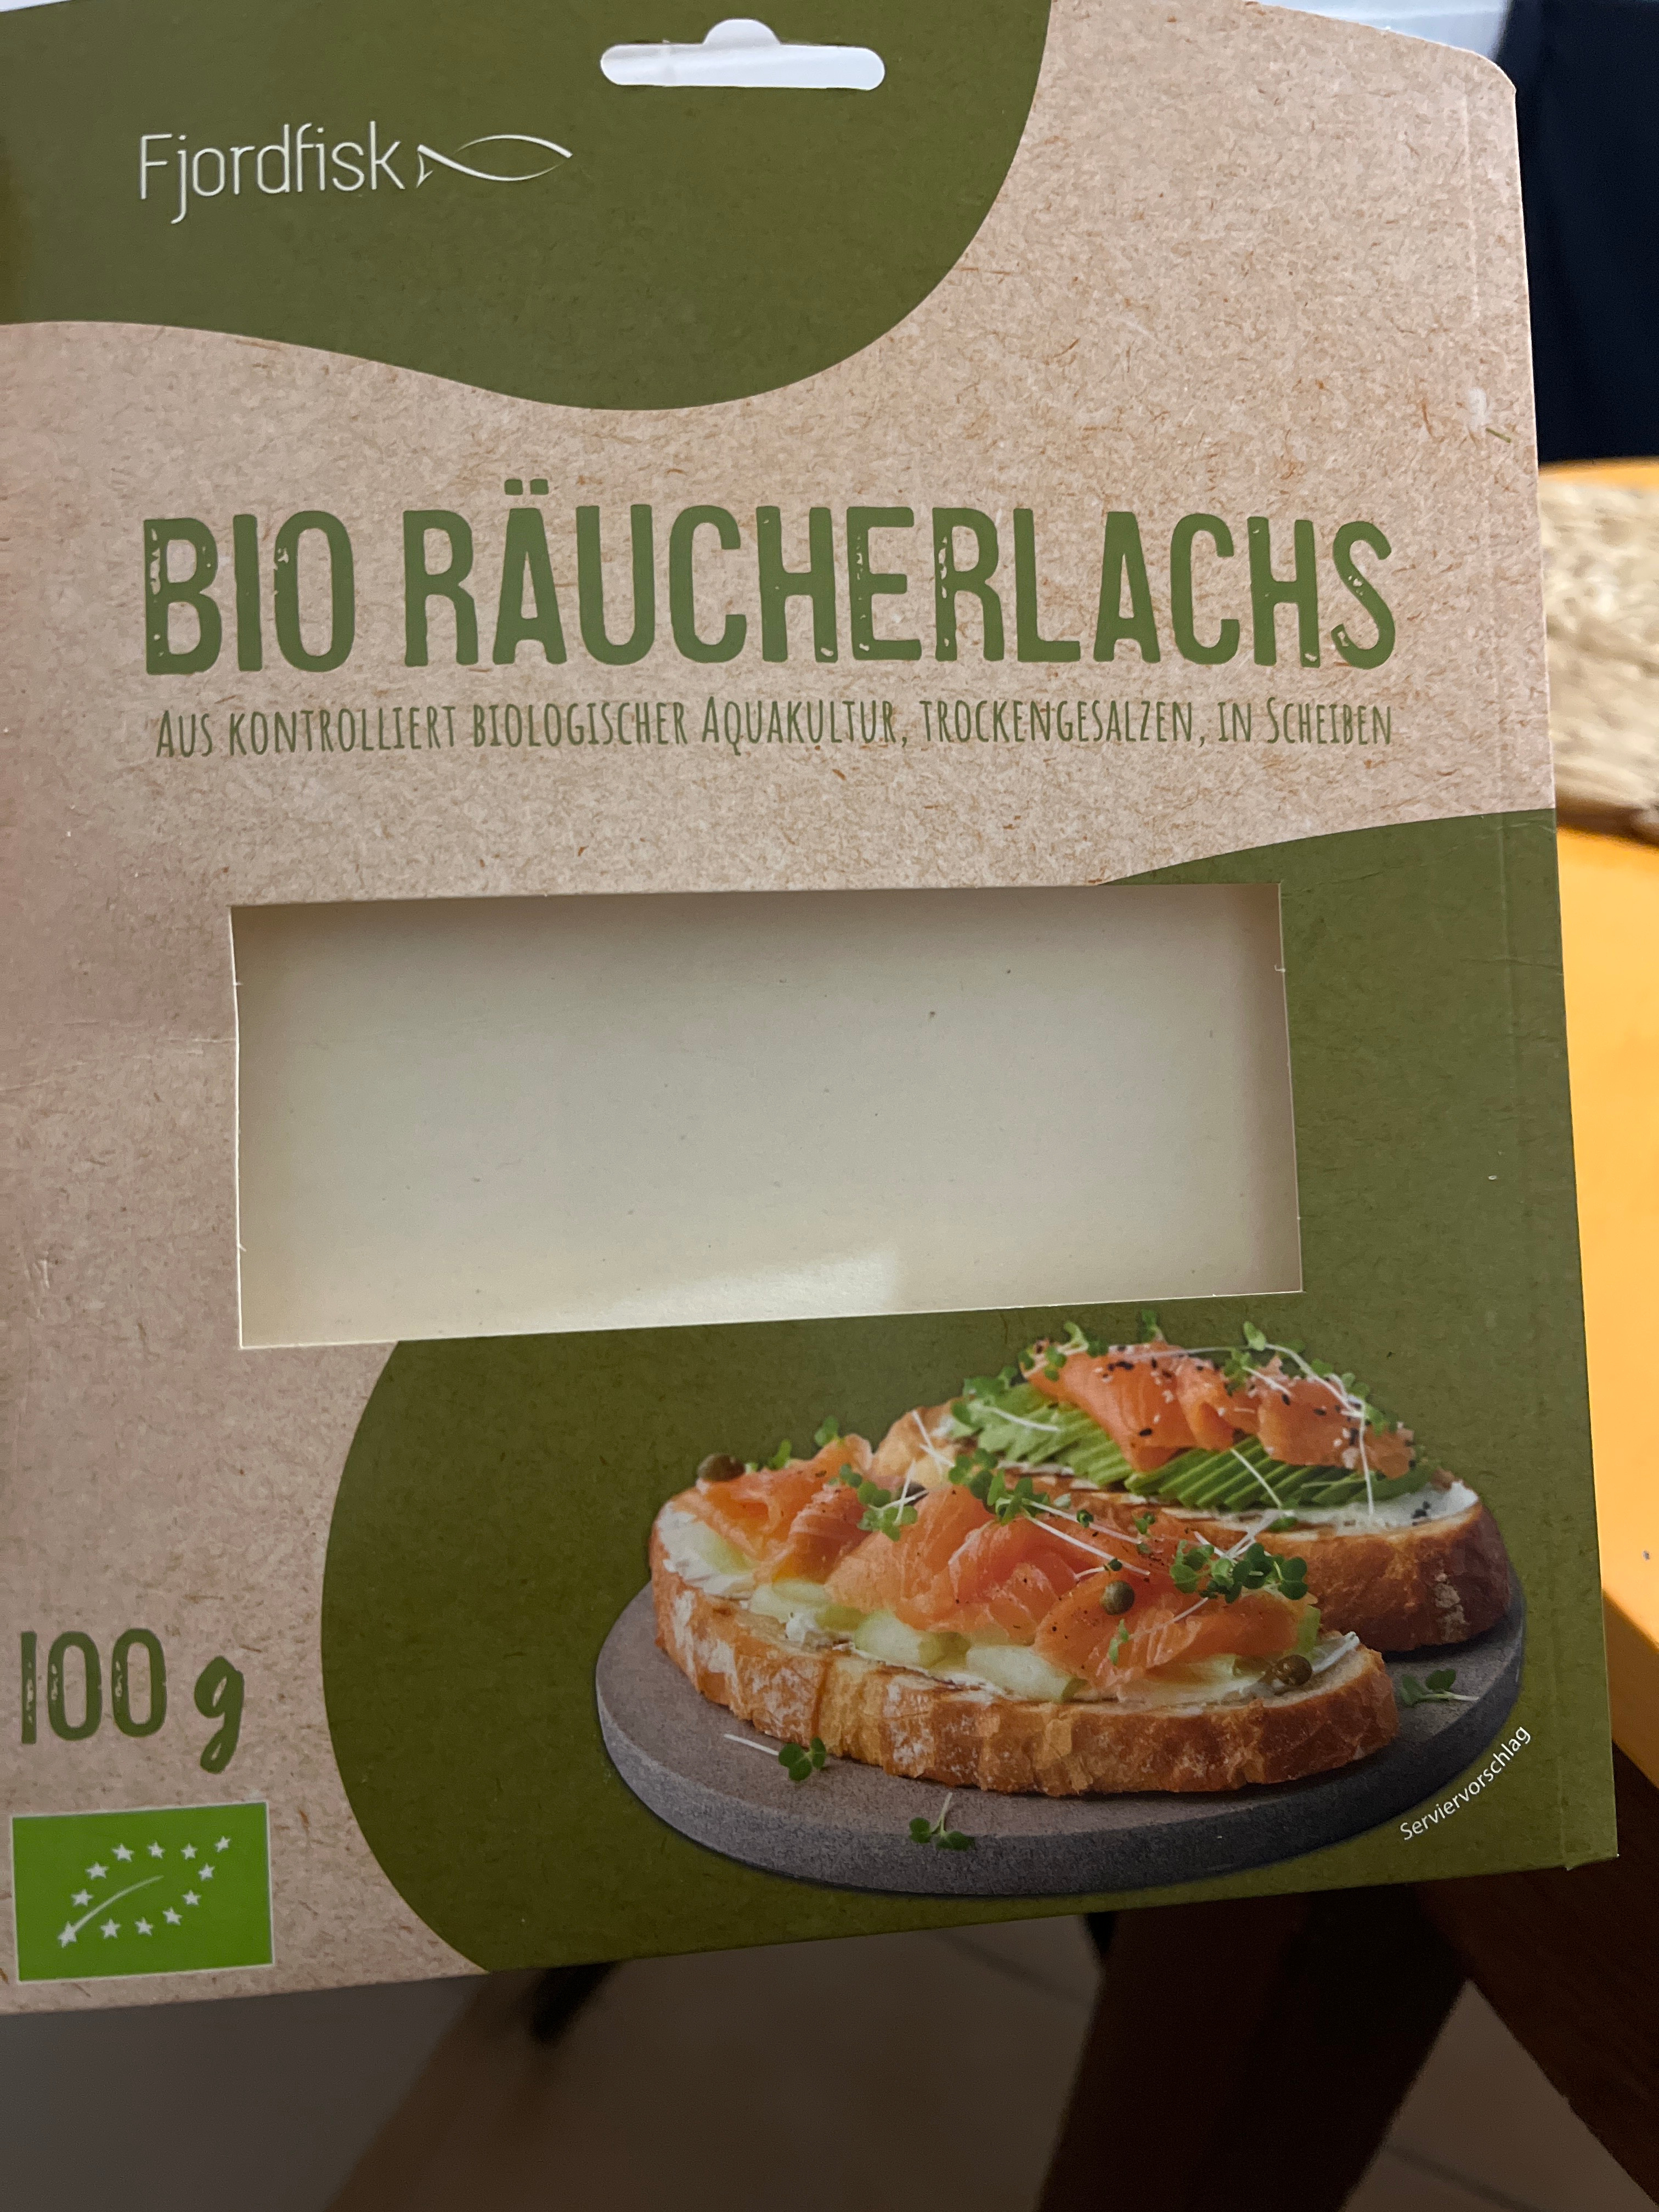 Fjordfisk
BIO RÄUCHERLACHS
AUS KONTROLLIERT BIOLOGISCHER AQUAKULTUR, TROCKENGESALZEN, IN SCHEIBEN
100 g
Serviervorschlag